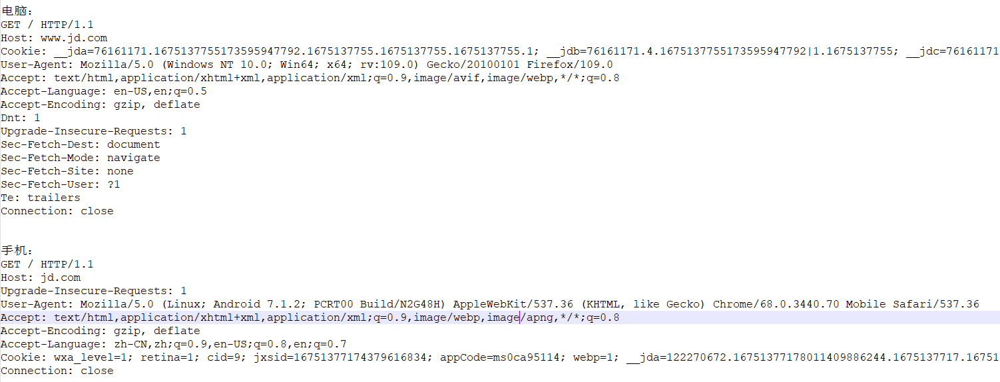 电脑：
GET / HTTP/1.1
Host: www.jd.com
Cookie: __jda=76161171.1675137755173595947792.1675137755.1675137755.1675137755.1; __jdb=76161171.4.1675137755173595947792|1.1675137755; __jdc=76161171
User-Agent: Mozilla/5.0 (Windows NT 10.0; Win64; x64; rv:109.0) Gecko/20100101 Firefox/109.0
Accept: text/html,application/xhtml+xml,application/xml;q=0.9,image/avif,image/webp,*/*;q=0.8
Accept-Language: en-US,en;q=0.5
Accept-Encoding: gzip, deflate
Dnt: 1
Upgrade-Insecure-Requests: 1
Sec-Fetch-Dest: document
Sec-Fetch-Mode: navigate
Sec-Fetch-Site: none
Sec-Fetch-User: ?1
Te: trailers
Connection: close
手机：
GET / HTTP/1.1
Host: jd.com
Upgrade-Insecure-Requests: 1
User-Agent: Mozilla/5.0 (Linux; Android 7.1.2; PCRT00 Build/N2G48H) AppleWebKit/537.36 (KHTML, like Gecko) Chrome/68.0.3440.70 Mobile Safari/537.36
Accept: text/html,application/xhtml+xml,application/xml;q=0.9,image/webp,image/apng,*/*;q=0.8
Accept-Encoding: gzip, deflate
Accept-Language: zh-CN,zh;q=0.9,en-US;q=0.8,en;q=0.7
Cookie: wxa_level=1; retina=1; cid=9; jxsid=16751377174379616834; appCode=ms0ca95114; webp=1; __jda=122270672.16751377178011409886244.1675137717.16751
Connection: close